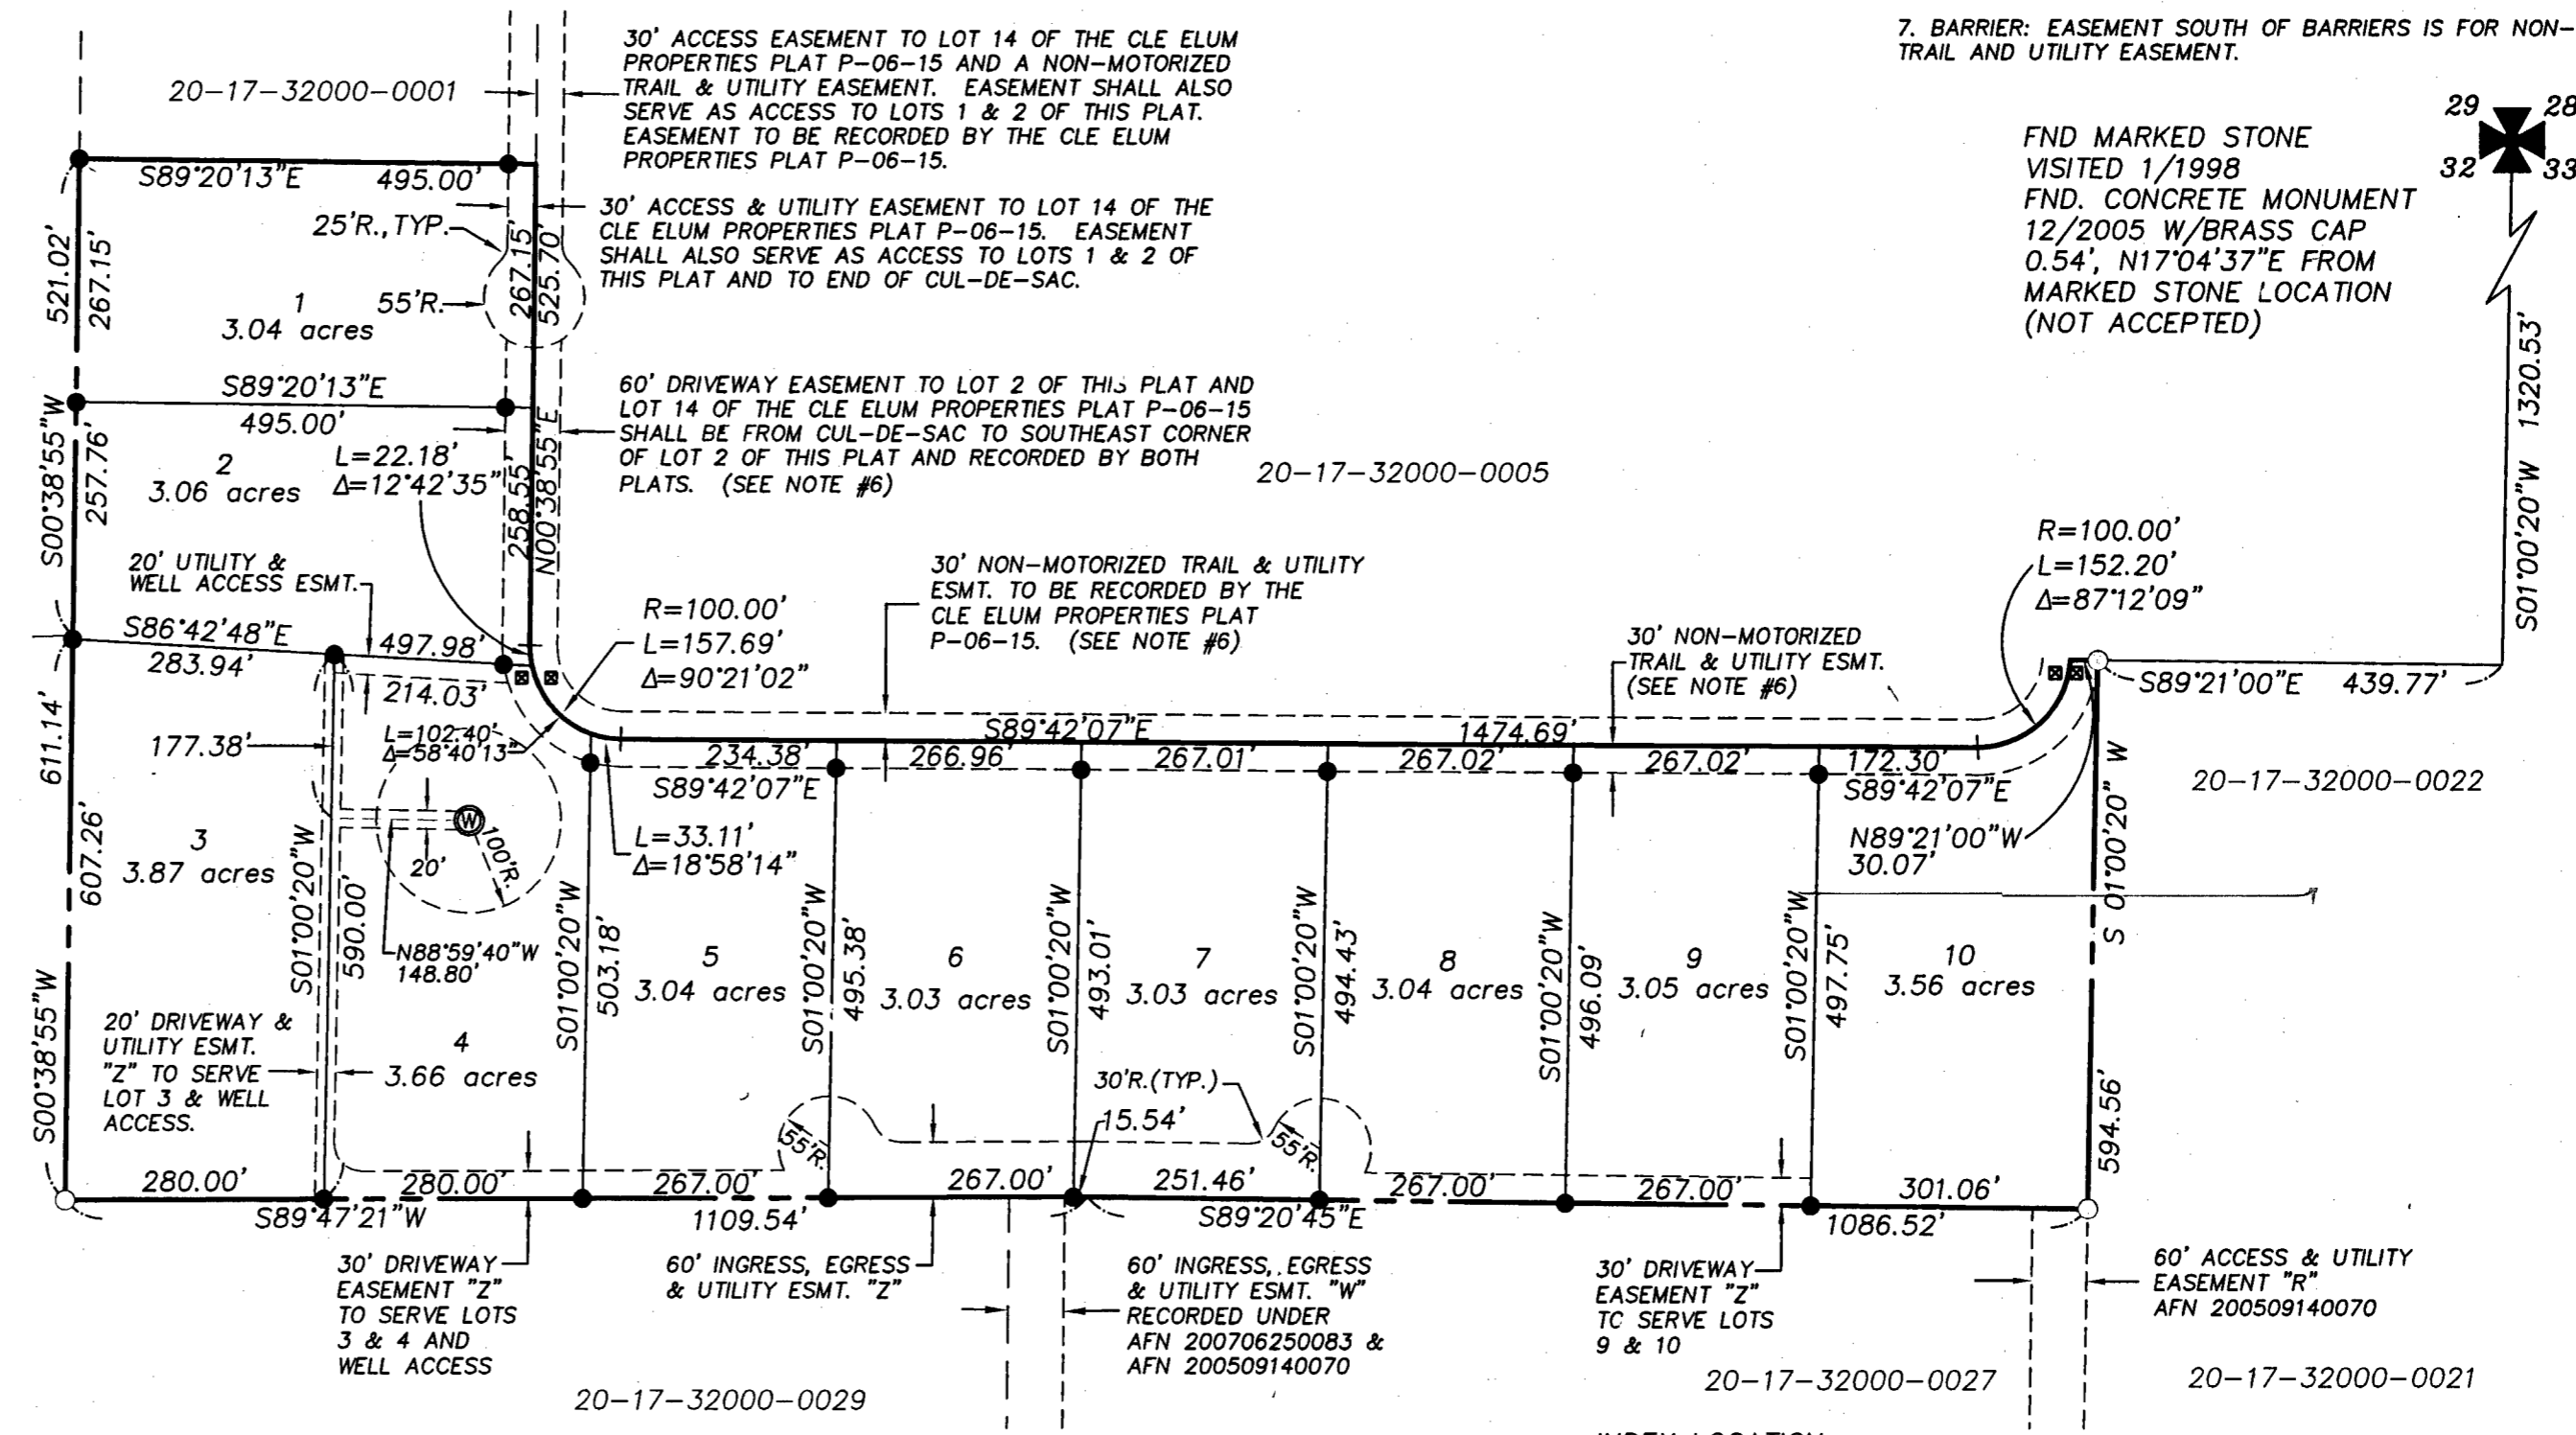 7. BARRIER: EASEMENT SOUTH OF BARRIERS IS FOR NON-
TRAIL AND UTILITY EASEMENT.
30' ACCESS EASEMENT TO LOT 14 OF THE CLE ELUM
PROPERTIES PLAT P-06-15 AND A NON-MOTORIZED
TRAIL & UTILITY EASEMENT. EASEMENT SHALL ALSO
SERVE AS ACCESS TO LOTS 1 & 2 OF THIS PLAT.
EASEMENT TO BE RECORDED BY THE CLE ELUM
PROPERTIES PLAT P-06-15.
20-17-32000-0001
29
28
32
33
FND MARKED STONE
VISITED 1/1998
FND. CONCRETE MONUMENT
12/2005 W/BRASS CAP
0.54', N17°04'37"E FROM
MARKED STONE LOCATION
(NOT ACCEPTED)
S89°20'13"E 495.00'
30' ACCESS & UTILITY EASEMENT TO LOT 14 OF THE
CLE ELUM PROPERTIES PLAT P-06-15. EASEMENT
SHALL ALSO SERVE AS ACCESS TO LOTS 1 & 2 OF
THIS PLAT AND TO END OF CUL-DE-SAC.
25'R., TYP.
521.02'
267.15'
267.15'
525.70'
1
3.04 acres
55'R.
S01°00'20"W 1320.53'
S89°20'13"E
495.00'
60' DRIVEWAY EASEMENT TO LOT 2 OF THIS PLAT AND
LOT 14 OF THE CLE ELUM PROPERTIES PLAT P-06-15
SHALL BE FROM CUL-DE-SAC TO SOUTHEAST CORNER
OF LOT 2 OF THIS PLAT AND RECORDED BY BOTH
PLATS. (SEE NOTE #6)
S00°38'55"W
257.76'
2
3.06 acres
L=22.18'
Δ=12°42'35"
258.55'
N00°38'55"E
20-17-32000-0005
20' UTILITY &
WELL ACCESS ESMT.
S86°42'48"E 497.98'
283.94'
214.03'
R=100.00'
L=157.69'
Δ=90°21'02"
30' NON-MOTORIZED TRAIL & UTILITY
ESMT. TO BE RECORDED BY THE
CLE ELUM PROPERTIES PLAT
P-06-15. (SEE NOTE #6)
30' NON-MOTORIZED
TRAIL & UTILITY ESMT.
(SEE NOTE #6)
R=100.00'
L=152.20'
Δ=87°12'09"
S89°21'00"E 439.77'
L=102.40'
Δ=58°40'13"
177.38'
S89°42'07"E 1474.69'
234.38'
266.96'
267.01'
267.02'
267.02'
172.30'
S89°42'07"E
S89°42'07"E
20-17-32000-0022
N89°21'00"W
30.07'
L=33.11'
Δ=18°58'14"
611.14'
607.26'
3
3.87 acres
W
100'R.
20'
N88°59'40"W
148.80'
S01°00'20"W
590.00'
S01°00'20"W
503.18'
5
3.04 acres
S01°00'20"W
495.38'
6
3.03 acres
S01°00'20"W
493.01'
7
3.03 acres
S01°00'20"W
494.43'
8
3.04 acres
S01°00'20"W
496.09'
9
3.05 acres
S01°00'20"W
497.75'
10
3.56 acres
S 01°00'20" W
594.56'
S00°38'55"W
20' DRIVEWAY &
UTILITY ESMT.
"Z" TO SERVE
LOT 3 & WELL
ACCESS.
4
3.66 acres
30'R.(TYP.)
15.54'
55'R.
55'R.
280.00'
280.00'
267.00'
267.00'
251.46'
267.00'
267.00'
301.06'
S89°47'21"W
1109.54'
S89°20'45"E
1086.52'
30' DRIVEWAY
EASEMENT "Z"
TO SERVE LOTS
3 & 4 AND
WELL ACCESS
60' INGRESS, EGRESS
& UTILITY ESMT. "Z"
60' INGRESS, EGRESS
& UTILITY ESMT. "W"
RECORDED UNDER
AFN 200706250083 &
AFN 200509140070
30' DRIVEWAY
EASEMENT "Z"
TC SERVE LOTS
9 & 10
60' ACCESS & UTILITY
EASEMENT "R"
AFN 200509140070
20-17-32000-0029
20-17-32000-0027
20-17-32000-0021